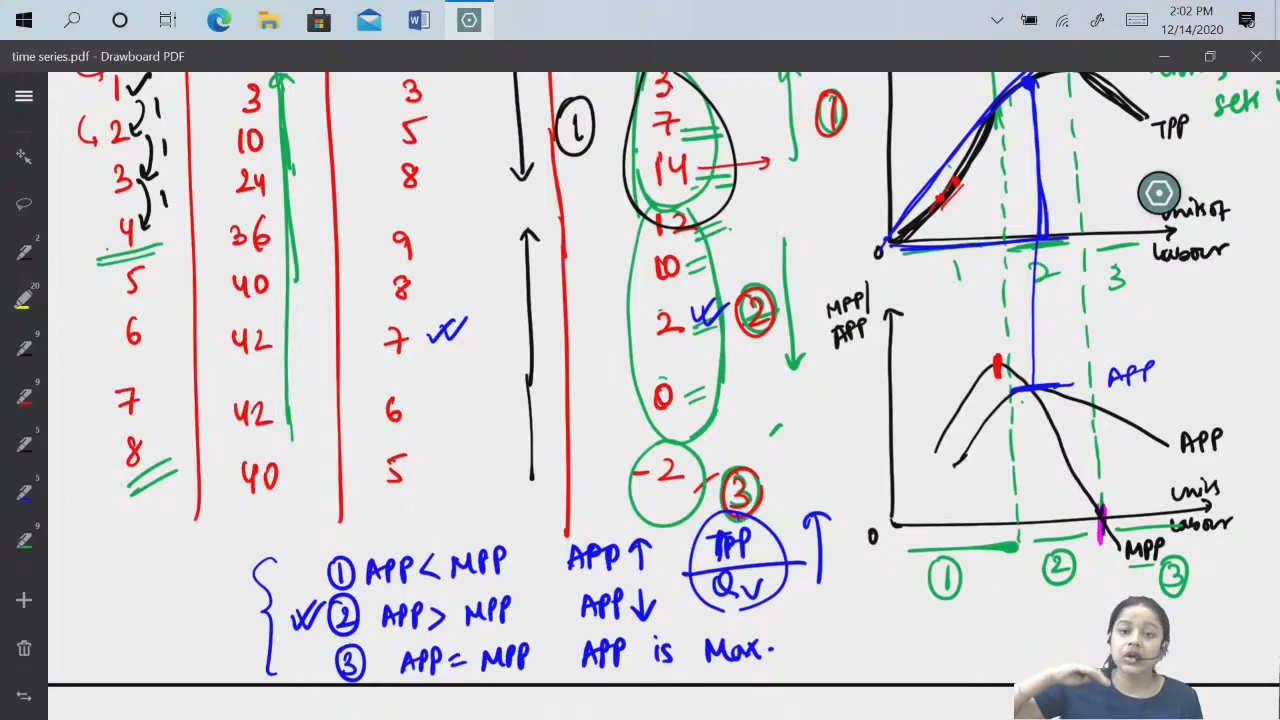 2:02 PM
12/14/2020
time series.pdf - Drawboard PDF
1 3 3 3
2 10 5 7
3 24 8 14
4 36 9 12
5 40 8 10
6 42 7 2
7 42 6 0
8 40 5 -2
①
①
②
③
TPP
units of
labour
0
1 2 3
MPP/
APP
APP
APP
units
labour
0
MPP
① ② ③
① APP < MPP APP ↑ TPP/QV ↑
② APP > MPP APP ↓
③ APP = MPP APP is Max.